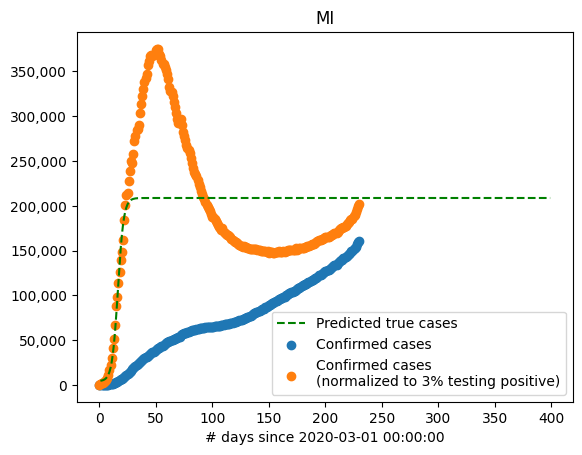 MI
350,000
300,000
250,000
200,000
150,000
100,000
50,000
0
Predicted true cases
Confirmed cases
Confirmed cases
(normalized to 3% testing positive)
0 50 100 150 200 250 300 350 400
# days since 2020-03-01 00:00:00